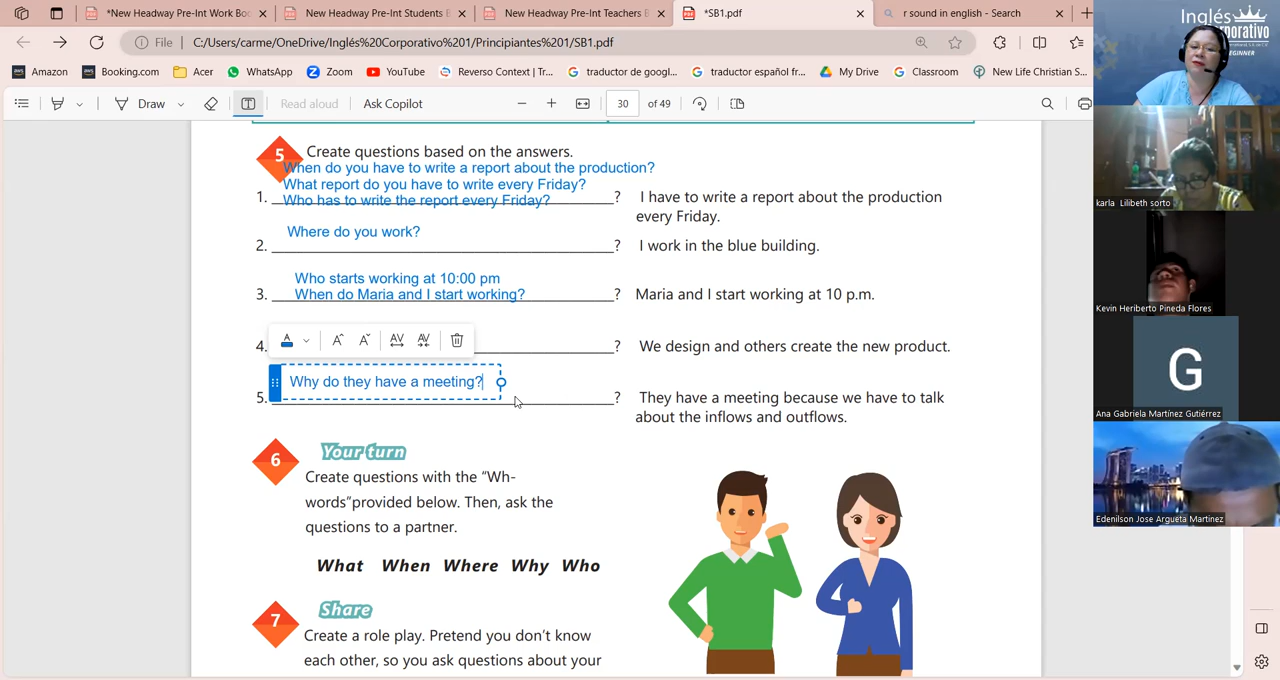 *New Headway Pre-Int Work Boo
New Headway Pre-Int Students B
New Headway Pre-Int Teachers B
*SB1.pdf
r sound in english - Search
File
C:/Users/carme/OneDrive/Inglés%20Corporativo%201/Principiantes%201/SB1.pdf
Amazon
Booking.com
Acer
WhatsApp
Zoom
YouTube
Reverso Context | Tr...
traductor de googl...
traductor español fr...
My Drive
Classroom
New Life Christian S...
Draw
Read aloud
Ask Copilot
30
of 49
5
Create questions based on the answers.
When do you have to write a report about the production?
What report do you have to write every Friday?
Who has to write the report every Friday?
1. ? I have to write a report about the production
every Friday.
Where do you work?
2. ? I work in the blue building.
Who starts working at 10:00 pm
When do Maria and I start working?
3. ? Maria and I start working at 10 p.m.
4. ? We design and others create the new product.
Why do they have a meeting?
5. ? They have a meeting because we have to talk
about the inflows and outflows.
6
Your turn
Create questions with the “Wh-
words”provided below. Then, ask the
questions to a partner.
What When Where Why Who
7
Share
Create a role play. Pretend you don’t know
each other, so you ask questions about your
Inglés
karla Lilibeth sorto
Kevin Heriberto Pineda Flores
G
Ana Gabriela Martínez Gutiérrez
Edenilson Jose Argueta Martinez